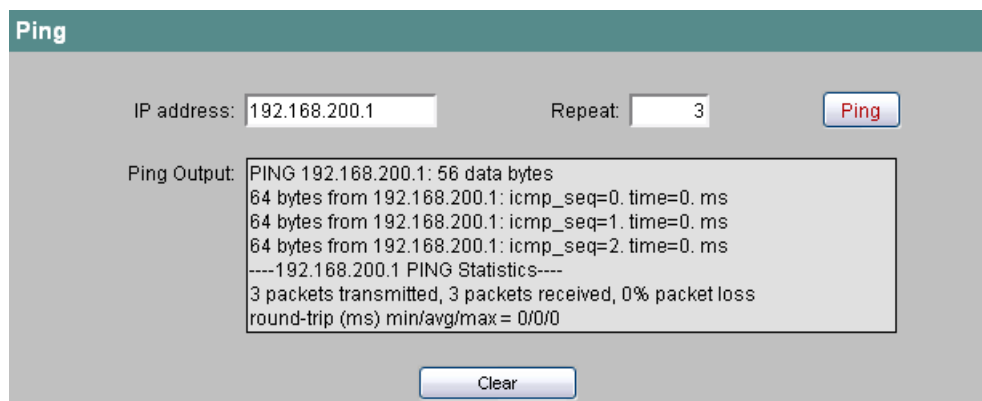 Ping
IP address: 192.168.200.1 Repeat: 3 Ping
Ping Output: PING 192.168.200.1: 56 data bytes
64 bytes from 192.168.200.1: icmp_seq=0. time=0. ms
64 bytes from 192.168.200.1: icmp_seq=1. time=0. ms
64 bytes from 192.168.200.1: icmp_seq=2. time=0. ms
----192.168.200.1 PING Statistics----
3 packets transmitted, 3 packets received, 0% packet loss
round-trip (ms) min/avg/max = 0/0/0
Clear